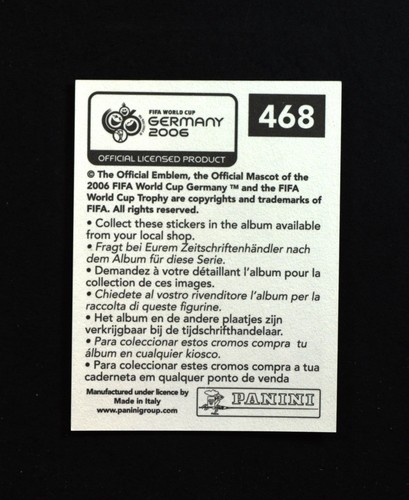 FIFA WORLD CUP
GERMANY
2006
OFFICIAL LICENSED PRODUCT
468
© The Official Emblem, the Official Mascot of the
2006 FIFA World Cup Germany ™ and the FIFA
World Cup Trophy are copyrights and trademarks of
FIFA. All rights reserved.
• Collect these stickers in the album available
from your local shop.
• Fragt bei Eurem Zeitschriftenhändler nach
dem Album für diese Serie.
• Demandez à votre détaillant l'album pour la
collection de ces images.
• Chiedete al vostro rivenditore l'album per la
raccolta di queste figurine.
• Het album en de andere plaatjes zijn
verkrijgbaar bij de tijdschrifthandelaar.
• Para coleccionar estos cromos compra tu
álbum en cualquier kiosco.
• Para coleccionar estes cromos compra a tua
caderneta em qualquer ponto de venda
Manufactured under licence by
Made in Italy
www.paninigroup.com
PANINI